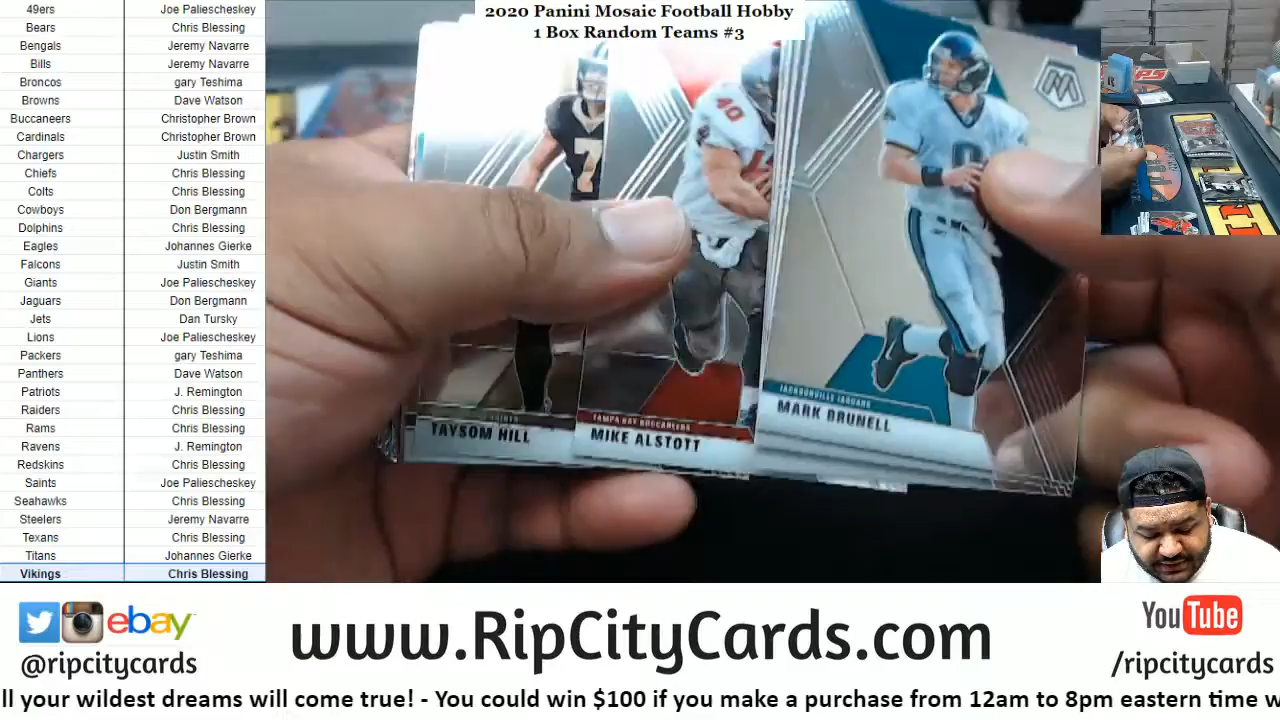 2020 Panini Mosaic Football Hobby
1 Box Random Teams #3
49ers Joe Paliescheskey
Bears Chris Blessing
Bengals Jeremy Navarre
Bills Jeremy Navarre
Broncos gary Teshima
Browns Dave Watson
Buccaneers Christopher Brown
Cardinals Christopher Brown
Chargers Justin Smith
Chiefs Chris Blessing
Colts Chris Blessing
Cowboys Don Bergmann
Dolphins Chris Blessing
Eagles Johannes Gierke
Falcons Justin Smith
Giants Joe Paliescheskey
Jaguars Don Bergmann
Jets Dan Tursky
Lions Joe Paliescheskey
Packers gary Teshima
Panthers Dave Watson
Patriots J. Remington
Raiders Chris Blessing
Rams Chris Blessing
Ravens J. Remington
Redskins Chris Blessing
Saints Joe Paliescheskey
Seahawks Chris Blessing
Steelers Jeremy Navarre
Texans Chris Blessing
Titans Johannes Gierke
Vikings Chris Blessing
7
TAYSOM HILL
40
TAMPA BAY BUCCANEERS
MIKE ALSTOTT
M
JACKSONVILLE JAGUARS
MARK BRUNELL
ebay
@ripcitycards
www.RipCityCards.com
YouTube
/ripcitycards
ll your wildest dreams will come true! - You could win $100 if you make a purchase from 12am to 8pm eastern time w